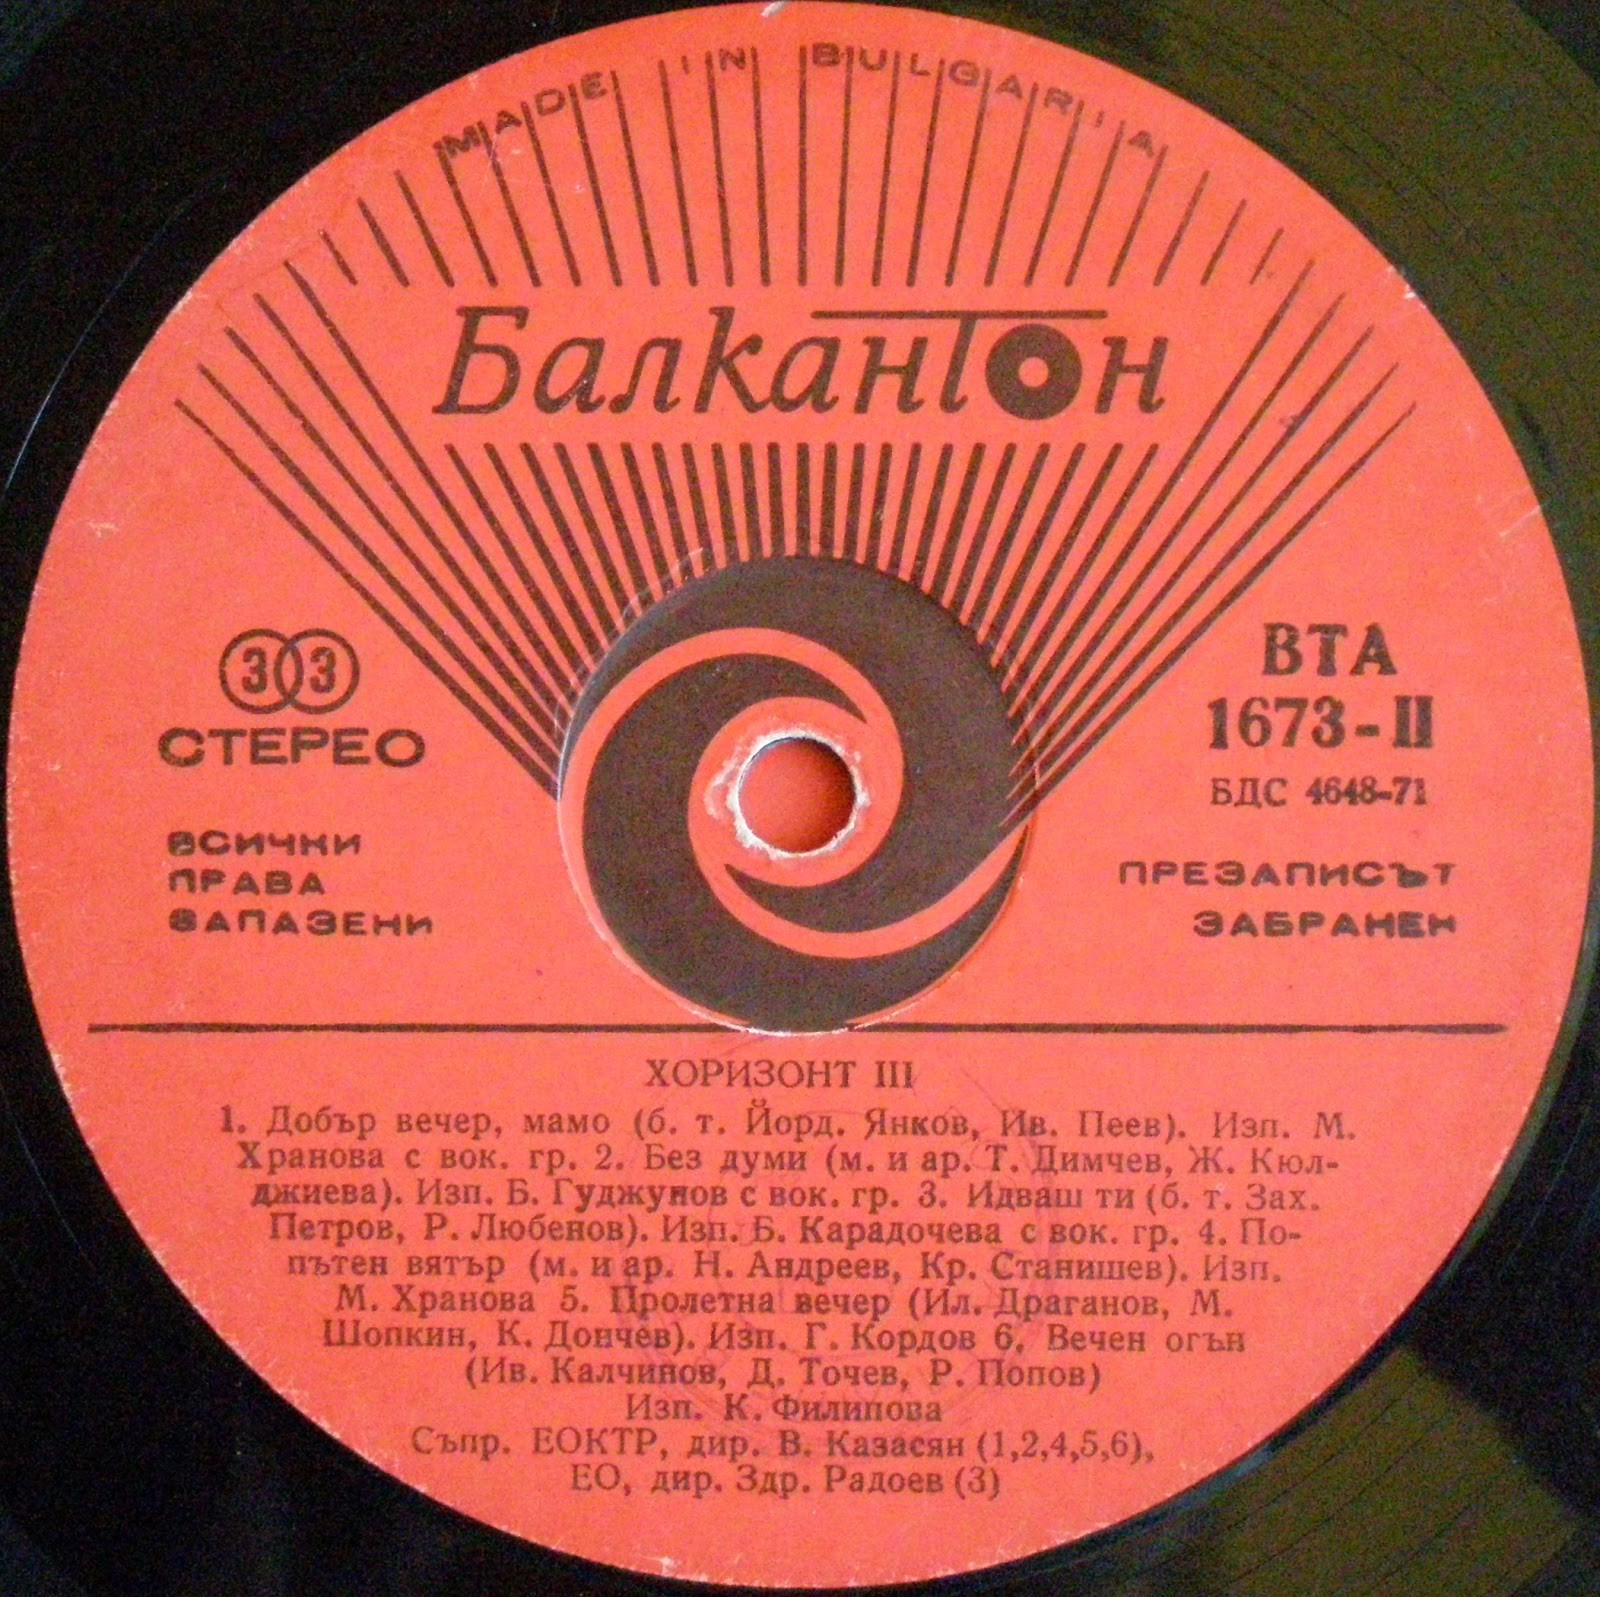 MADE IN BULGARIA
Балкантон
33
СТЕРЕО
ВСИЧКИ
ПРАВА
ЗАПАЗЕНИ
ВТА
1673-II
БДС 4648-71
ПРЕЗАПИСЪТ
ЗАБРАНЕН
ХОРИЗОНТ III
1. Добър вечер, мамо (б. т. Йорд. Янков, Ив. Пеев). Изп. М.
Хранова с вок. гр. 2. Без думи (м. и ар. Т. Димчев, Ж. Кюл-
джиева). Изп. Б. Гуджунов с вок. гр. 3. Идваш ти (б. т. Зах.
Петров, Р. Любенов). Изп. Б. Карадочева с вок. гр. 4. По-
пътен вятър (м. и ар. Н. Андреев, Кр. Станишев). Изп.
М. Хранова 5. Пролетна вечер (Ил. Драганов, М.
Шопкин, К. Дончев). Изп. Г. Кордов 6. Вечен огън
(Ив. Калчинов, Д. Точев, Р. Попов)
Изп. К. Филипова
Съпр. ЕОКТР, дир. В. Казасян (1,2,4,5,6),
ЕО, дир. Здр. Радоев (3)